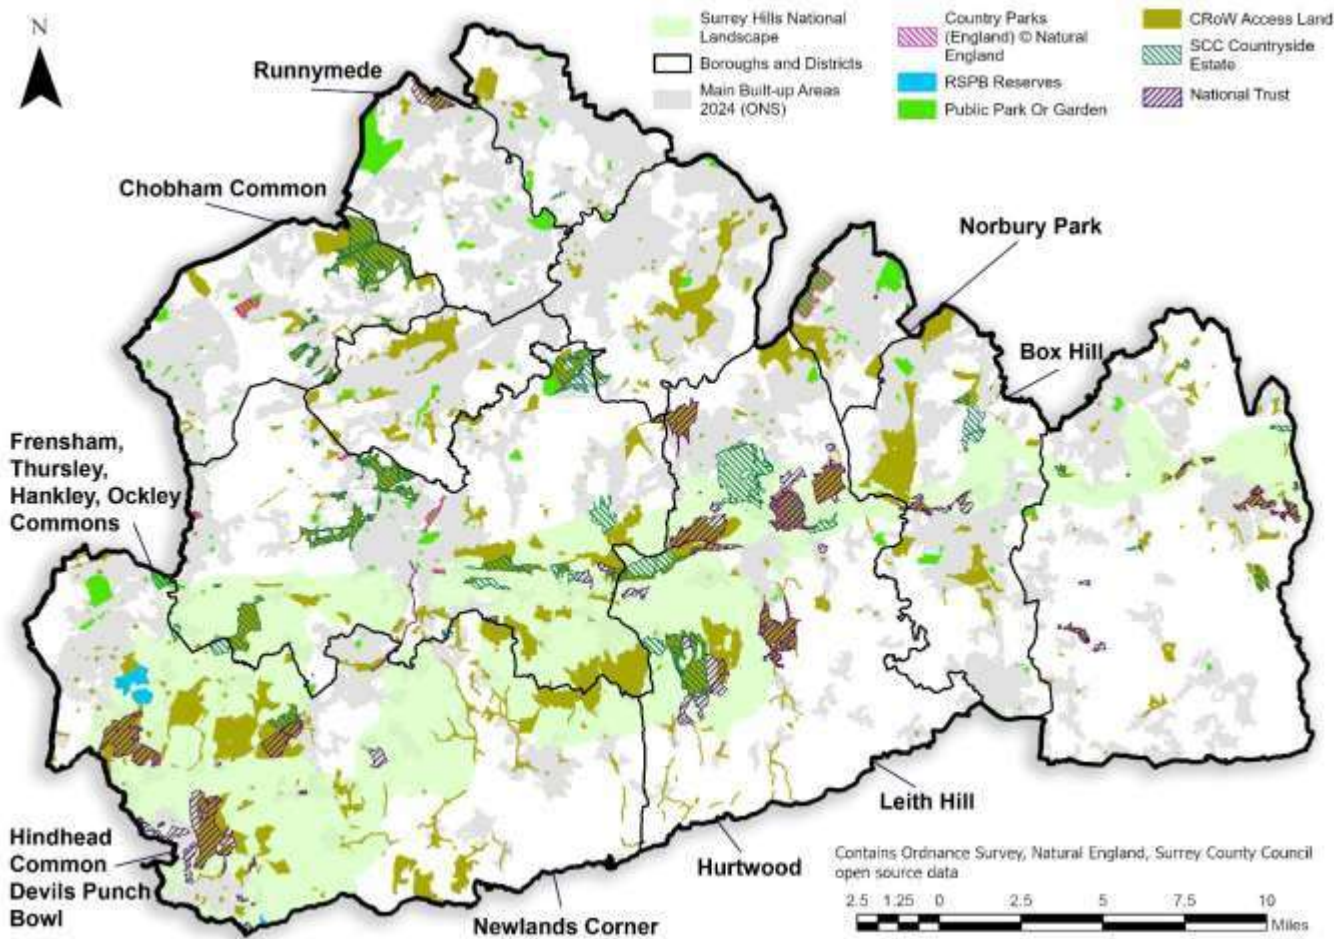 N
Surrey Hills National
Landscape
Boroughs and Districts
Main Built-up Areas
2024 (ONS)
Country Parks
(England) © Natural
England
RSPB Reserves
Public Park Or Garden
CRoW Access Land
SCC Countryside
Estate
National Trust
Runnymede
Chobham Common
Norbury Park
Box Hill
Frensham,
Thursley,
Hankley, Ockley
Commons
Leith Hill
Hindhead
Common
Devils Punch
Bowl
Hurtwood
Newlands Corner
Contains Ordnance Survey, Natural England, Surrey County Council
open source data
2.5 1.25 0 2.5 5 7.5 10
Miles